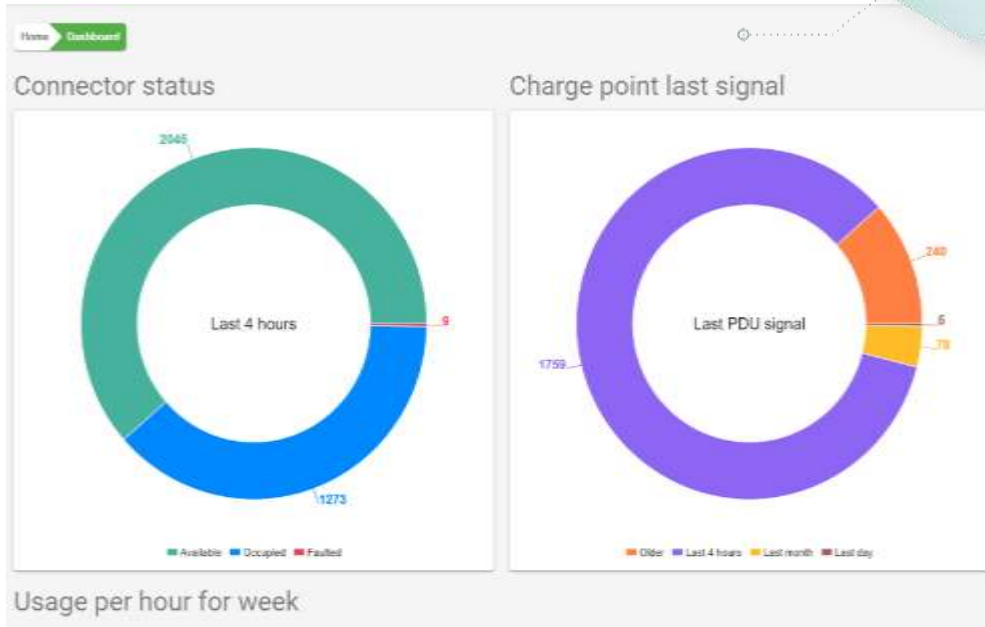 Home Dashboard
Connector status
Charge point last signal
2045
9
1273
Last 4 hours
Available Occupied Faulted
240
5
78
1759
Last PDU signal
Older Last 4 hours Last month Last day
Usage per hour for week